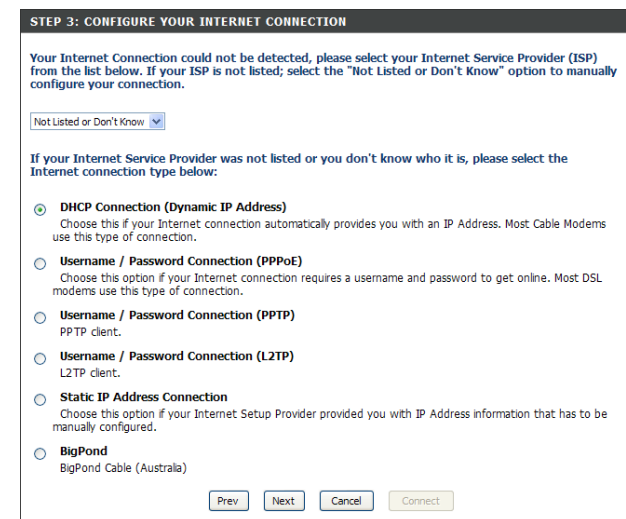 STEP 3: CONFIGURE YOUR INTERNET CONNECTION
Your Internet Connection could not be detected, please select your Internet Service Provider (ISP)
from the list below. If your ISP is not listed; select the "Not Listed or Don't Know" option to manually
configure your connection.
Not Listed or Don't Know
If your Internet Service Provider was not listed or you don't know who it is, please select the
Internet connection type below:
DHCP Connection (Dynamic IP Address)
Choose this if your Internet connection automatically provides you with an IP Address. Most Cable Modems
use this type of connection.
Username / Password Connection (PPPoE)
Choose this option if your Internet connection requires a username and password to get online. Most DSL
modems use this type of connection.
Username / Password Connection (PPTP)
PPTP client.
Username / Password Connection (L2TP)
L2TP client.
Static IP Address Connection
Choose this option if your Internet Setup Provider provided you with IP Address information that has to be
manually configured.
BigPond
BigPond Cable (Australia)
Prev Next Cancel Connect